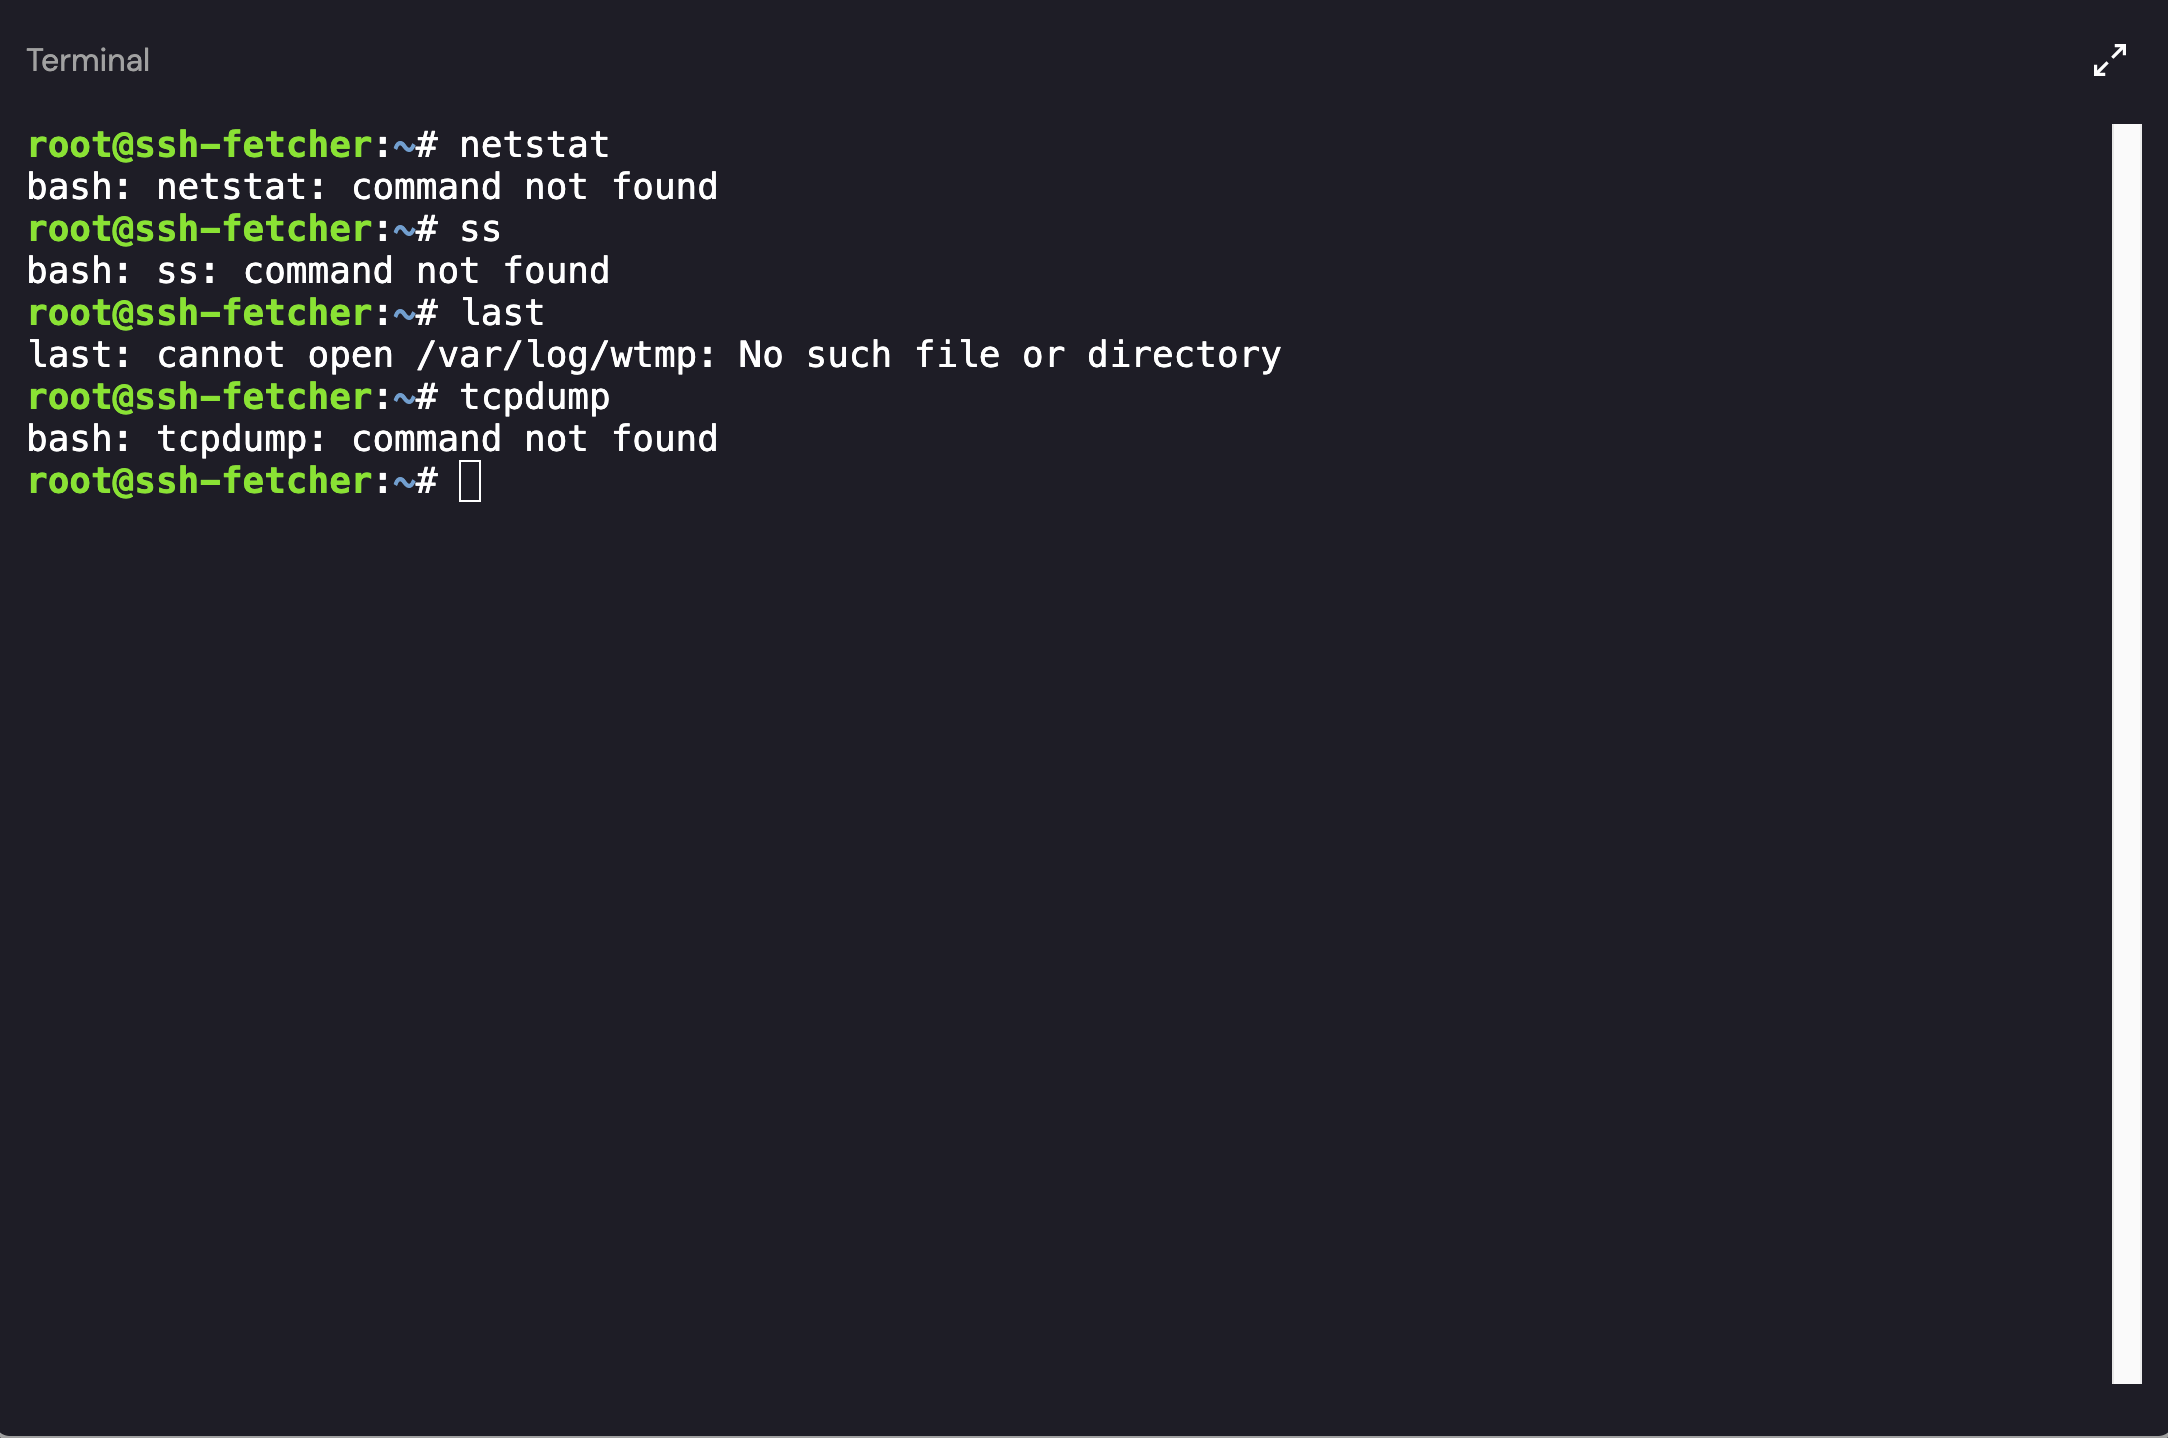 Terminal
root@ssh-fetcher:~# netstat
bash: netstat: command not found
root@ssh-fetcher:~# ss
bash: ss: command not found
root@ssh-fetcher:~# last
last: cannot open /var/log/wtmp: No such file or directory
root@ssh-fetcher:~# tcpdump
bash: tcpdump: command not found
root@ssh-fetcher:~#